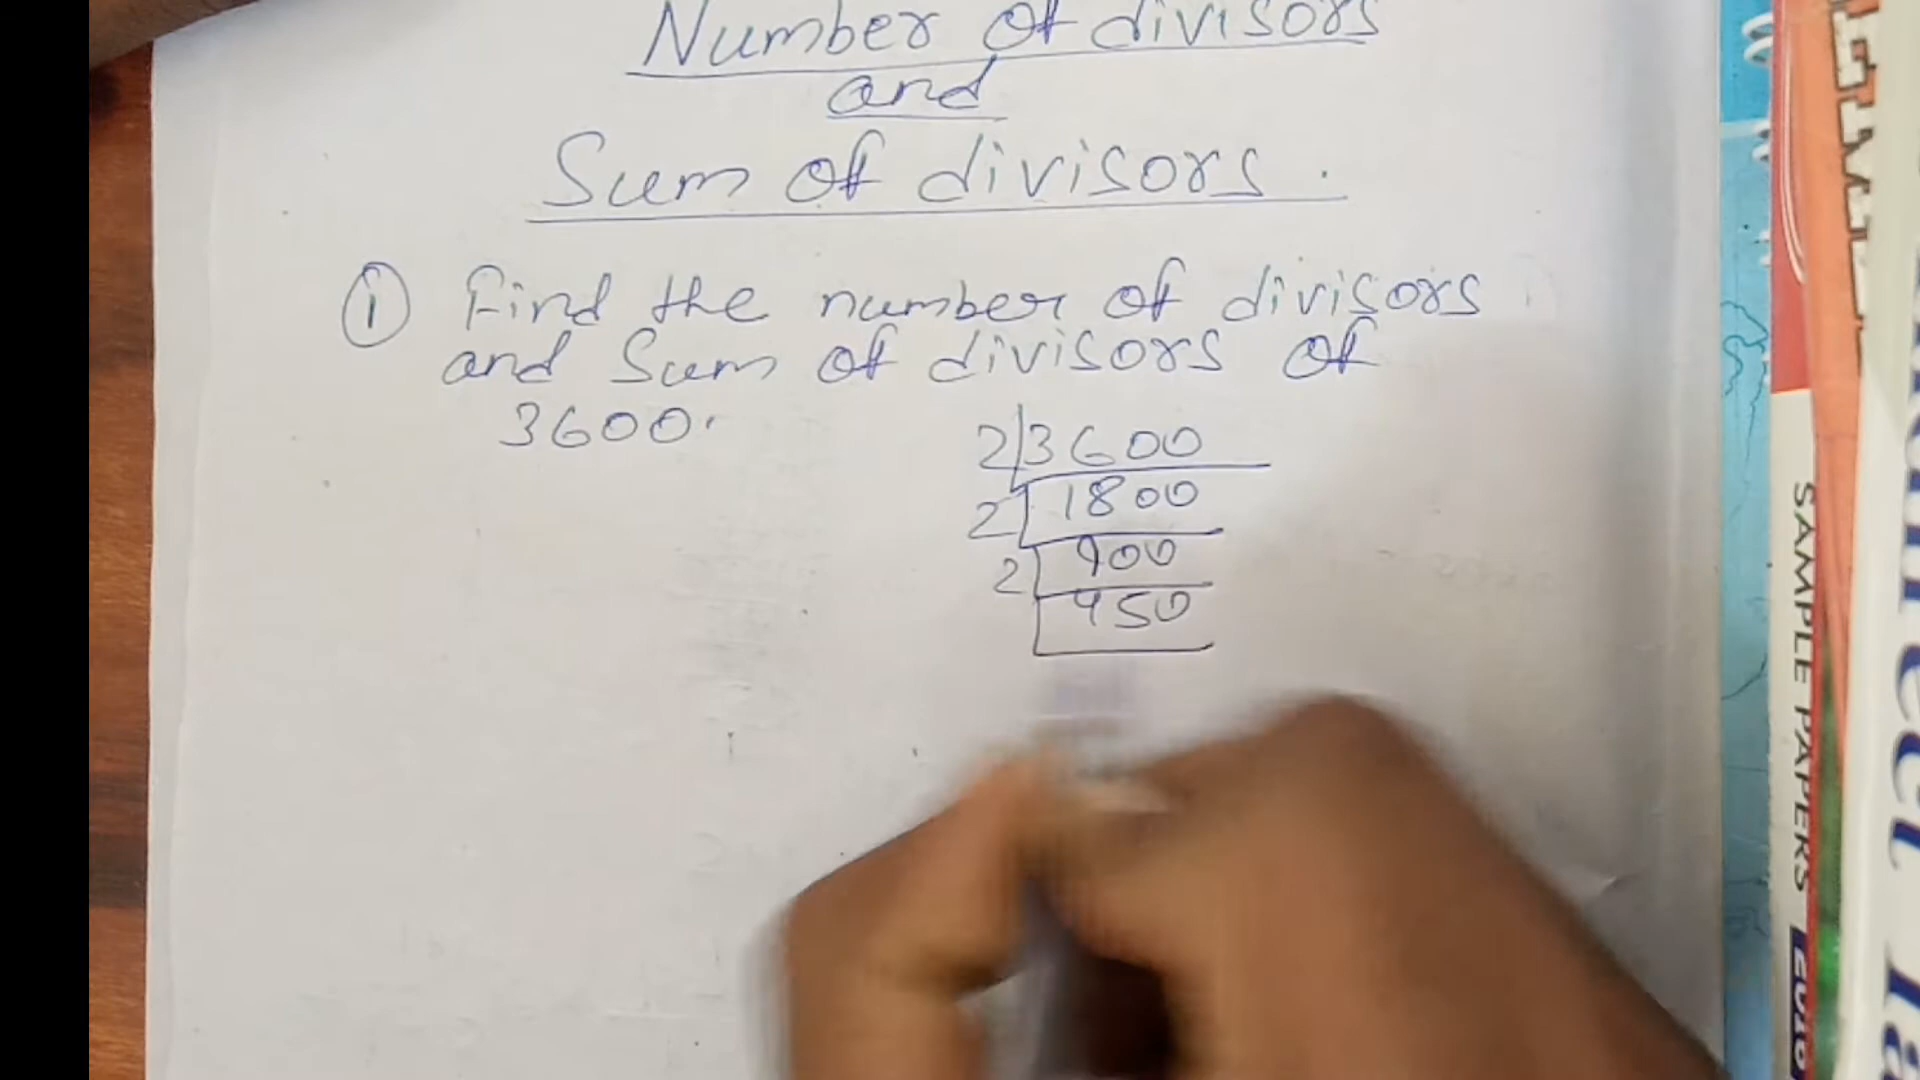 Number of divisors
and
Sum of divisors.
① Find the number of divisors
and Sum of divisors of
3600.
2 3600
2 1800
2 900
450
SAMPLE PAPERS